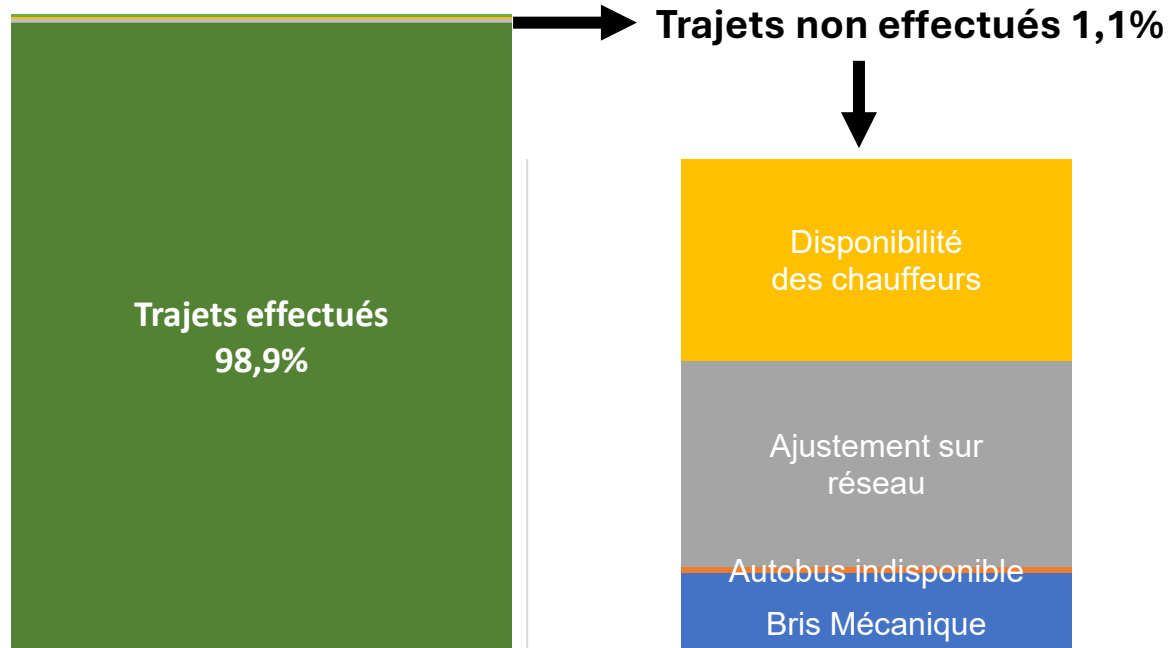 Trajets non effectués 1,1%
Trajets effectués
98,9%
Disponibilité
des chauffeurs
Ajustement sur
réseau
Autobus indisponible
Bris Mécanique